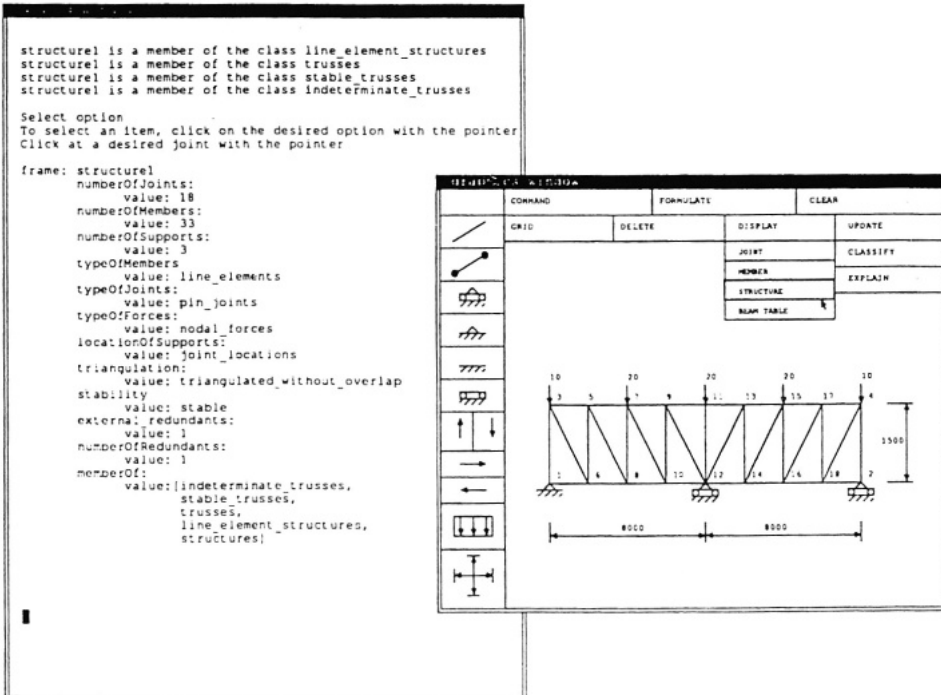 structure1 is a member of the class line_element_structures
structure1 is a member of the class trusses
structure1 is a member of the class stable_trusses
structure1 is a member of the class indeterminate_trusses
Select option
To select an item, click on the desired option with the pointer
Click at a desired joint with the pointer
frame: structure1
numberOfJoints:
value: 18
numberOfMembers:
value: 33
numberOfSupports:
value: 3
typeOfMembers
value: line_elements
typeOfJoints:
value: pin_joints
typeOfForces:
value: nodal_forces
locationOfSupports:
value: joint_locations
triangulation:
value: triangulated_without_overlap
stability
value: stable
external_redundants:
value: 1
numberOfRedundants:
value: 1
memberOf:
value:[indeterminate_trusses,
stable_trusses,
trusses,
line_element_structures,
structures]
graphics window
COMMAND FORMULATE CLEAR
GRID DELETE DISPLAY UPDATE
JOINT CLASSIFY
MEMBER EXPLAIN
STRUCTURE
BEAM TABLE
10 20 20 20 10
3 5 7 9 11 13 15 17 4
1500
1 6 8 10 12 14 16 18 2
8000 8000